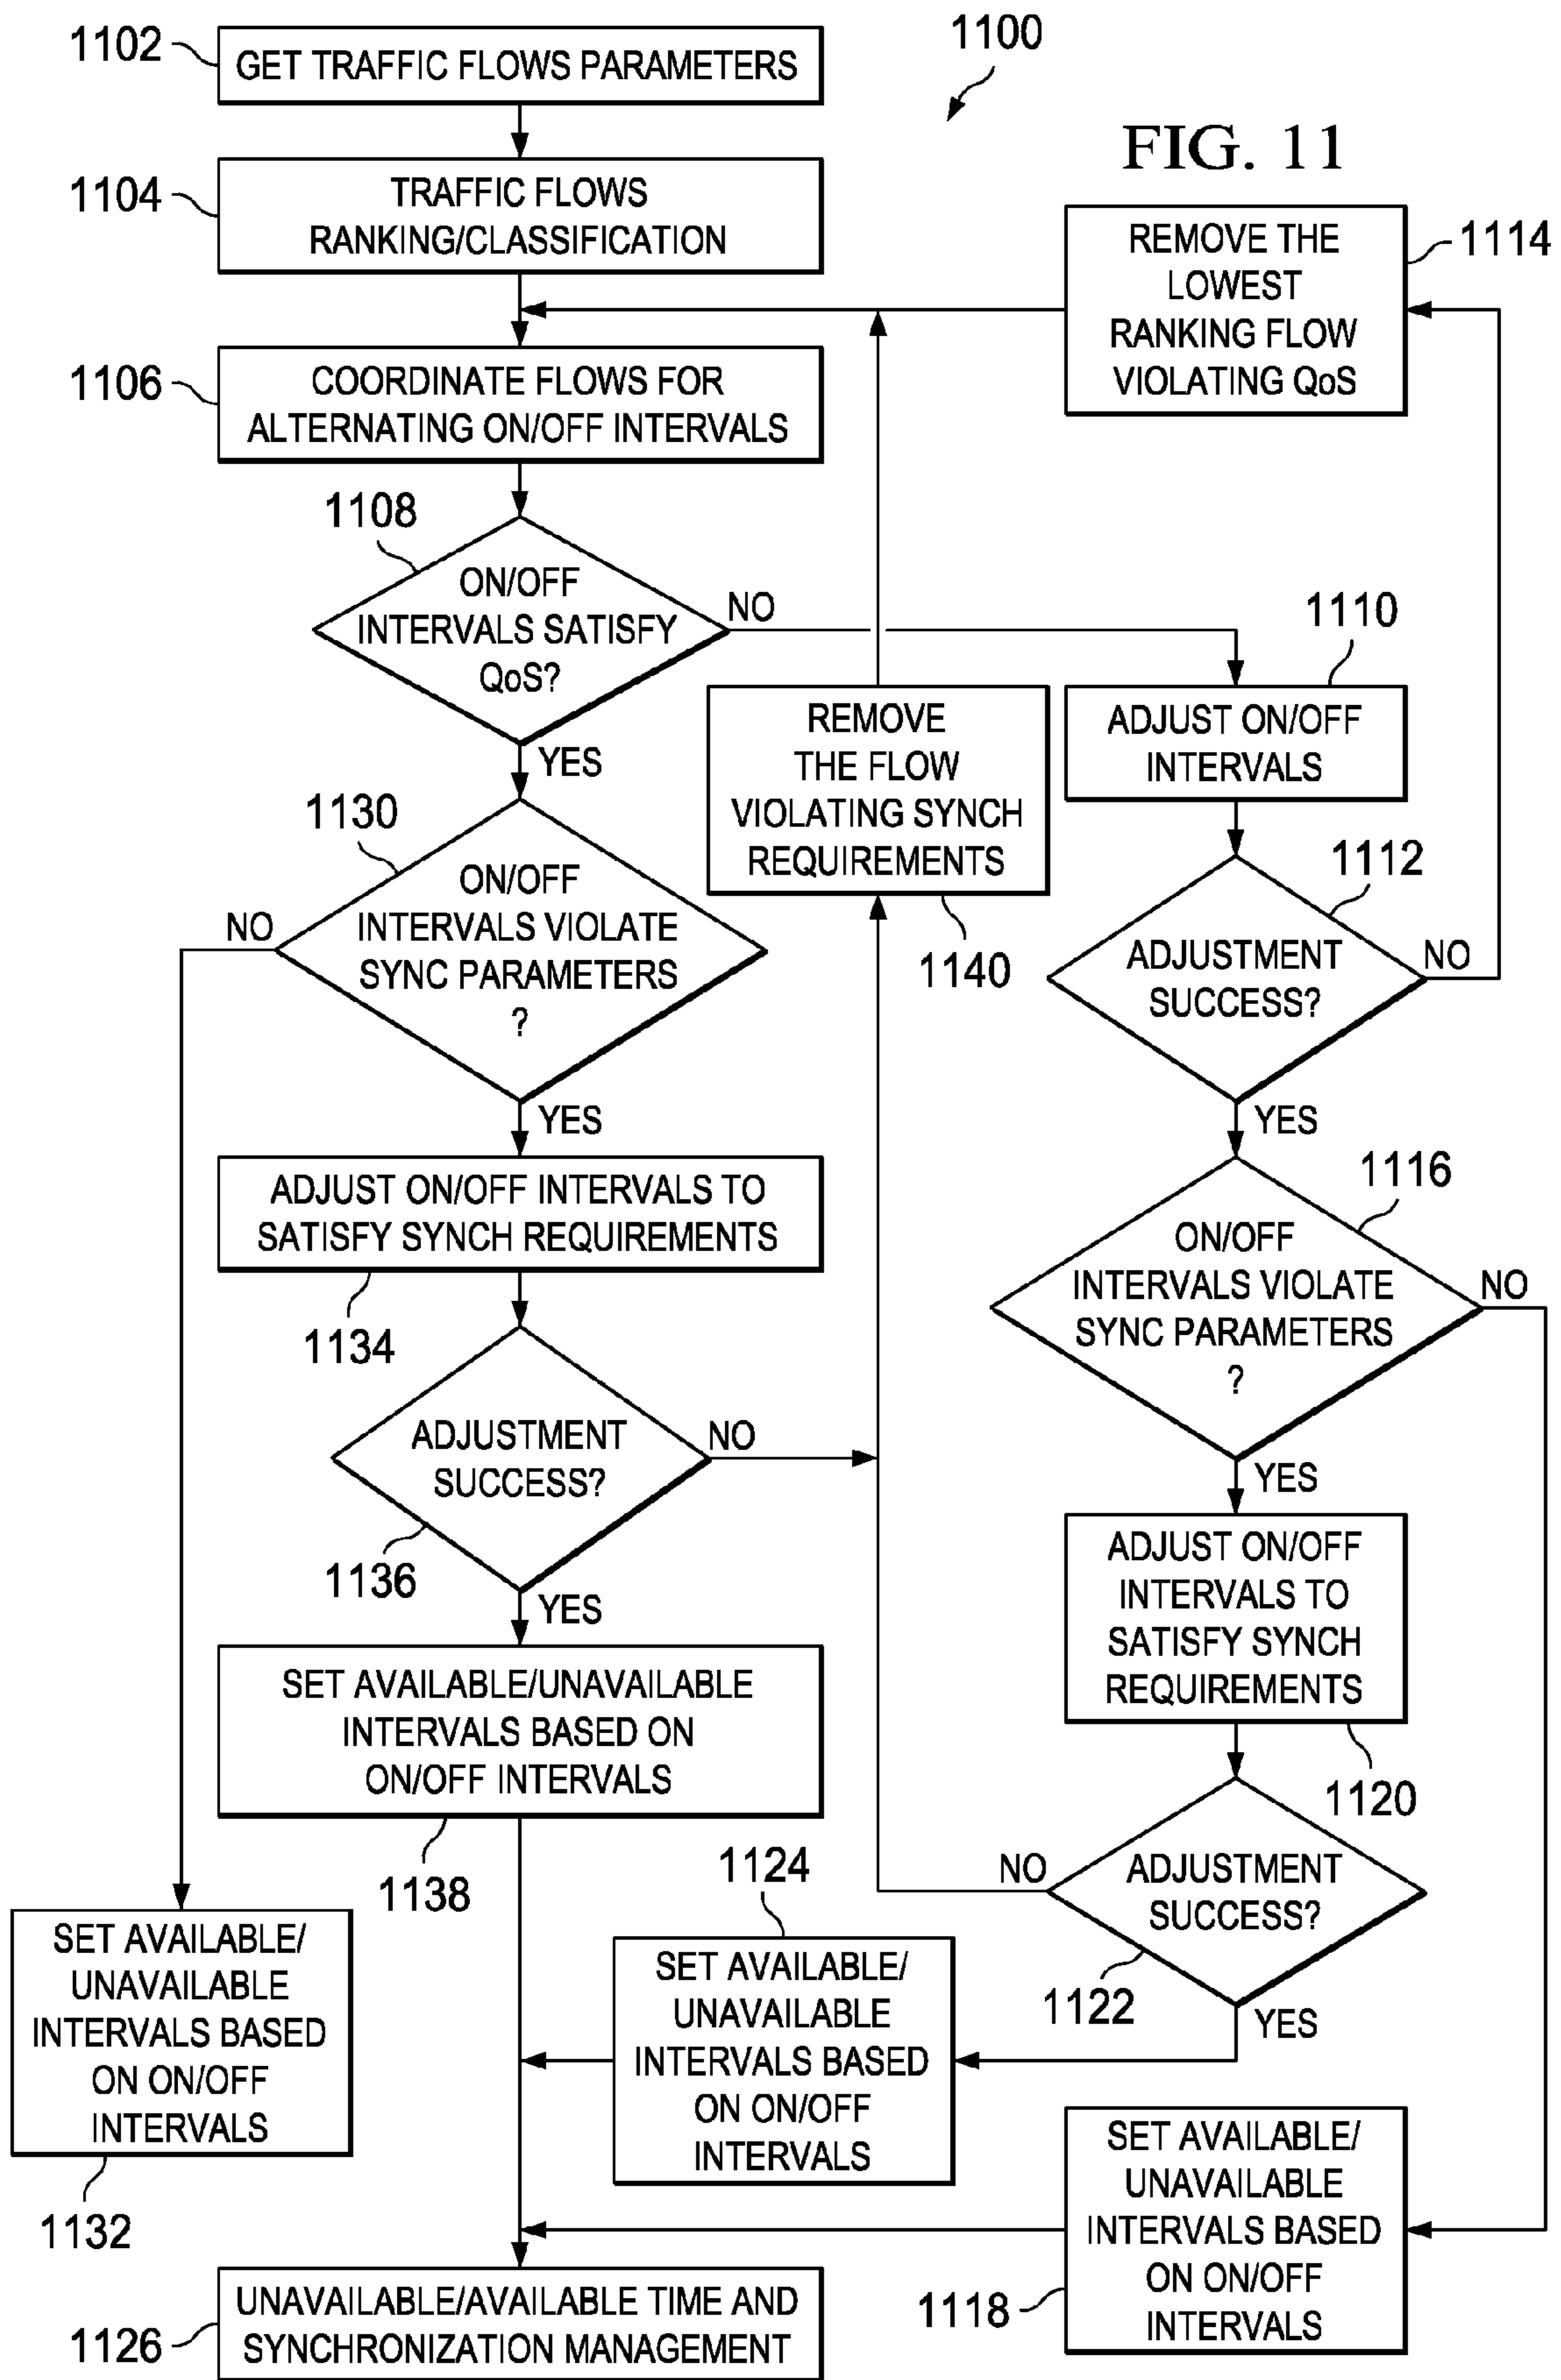 1102
GET TRAFFIC FLOWS PARAMETERS
1100
FIG. 11
1104
TRAFFIC FLOWS
RANKING/CLASSIFICATION
REMOVE THE
LOWEST
RANKING FLOW
VIOLATING QoS
1114
1106
COORDINATE FLOWS FOR
ALTERNATING ON/OFF INTERVALS
1108
ON/OFF
INTERVALS SATISFY
QoS?
NO
YES
1110
ADJUST ON/OFF
INTERVALS
REMOVE
THE FLOW
VIOLATING SYNCH
REQUIREMENTS
1140
1130
ON/OFF
INTERVALS VIOLATE
SYNC PARAMETERS
?
NO
YES
1112
ADJUSTMENT
SUCCESS?
NO
YES
ADJUST ON/OFF INTERVALS TO
SATISFY SYNCH REQUIREMENTS
1134
1116
ON/OFF
INTERVALS VIOLATE
SYNC PARAMETERS
?
NO
YES
ADJUSTMENT
SUCCESS?
NO
1136
YES
ADJUST ON/OFF
INTERVALS TO
SATISFY SYNCH
REQUIREMENTS
1120
SET AVAILABLE/UNAVAILABLE
INTERVALS BASED ON
ON/OFF INTERVALS
1138
NO
ADJUSTMENT
SUCCESS?
1122
YES
1124
SET AVAILABLE/
UNAVAILABLE
INTERVALS BASED
ON ON/OFF
INTERVALS
SET AVAILABLE/
UNAVAILABLE
INTERVALS BASED
ON ON/OFF
INTERVALS
1132
SET AVAILABLE/
UNAVAILABLE
INTERVALS BASED
ON ON/OFF
INTERVALS
1118
1126
UNAVAILABLE/AVAILABLE TIME AND
SYNCHRONIZATION MANAGEMENT